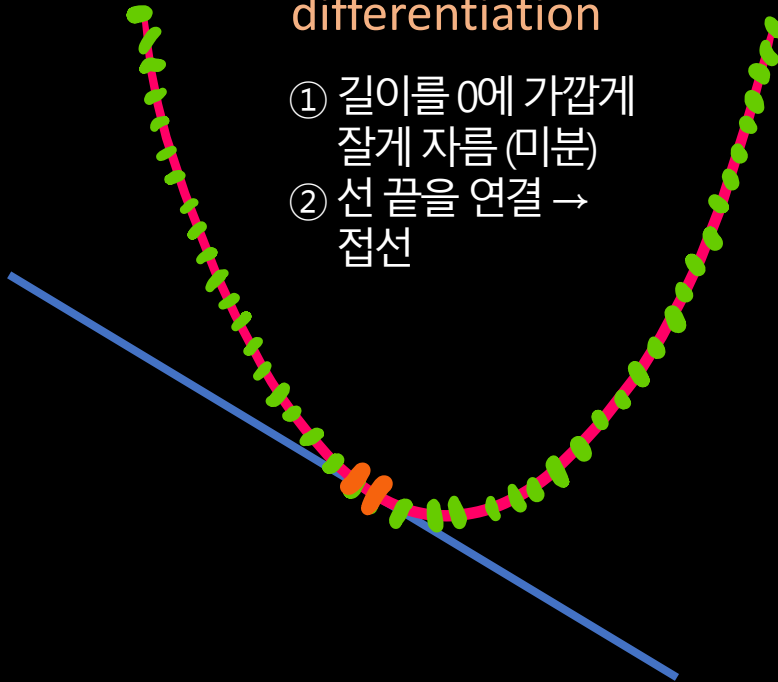 differentiation
① 길이를 0에 가깝게
잘게 자름 (미분)
② 선 끝을 연결 →
접선